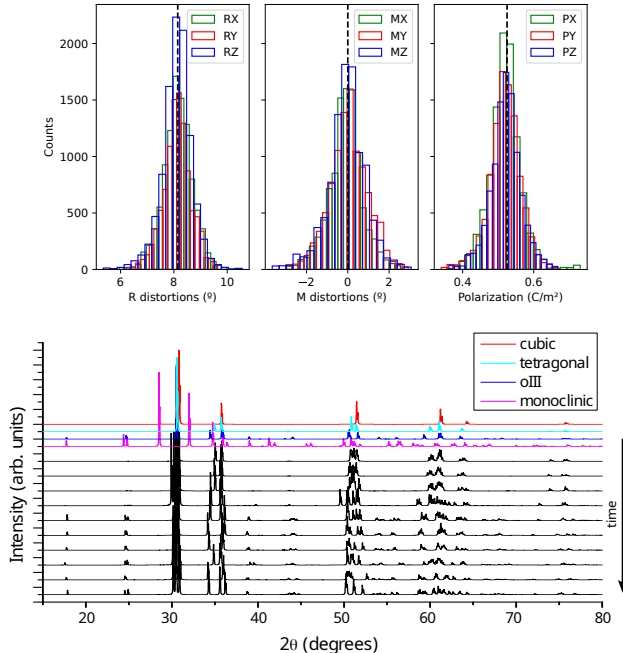 RX
RY
RZ
MX
MY
MZ
PX
PY
PZ
Counts
2000
1500
1000
500
0
6
8
10
−2
0
2
0.4
0.6
R distortions (º)
M distortions (º)
Polarization (C/m²)
cubic
tetragonal
oIII
monoclinic
Intensity (arb. units)
time
20
30
40
50
60
70
80
2θ (degrees)